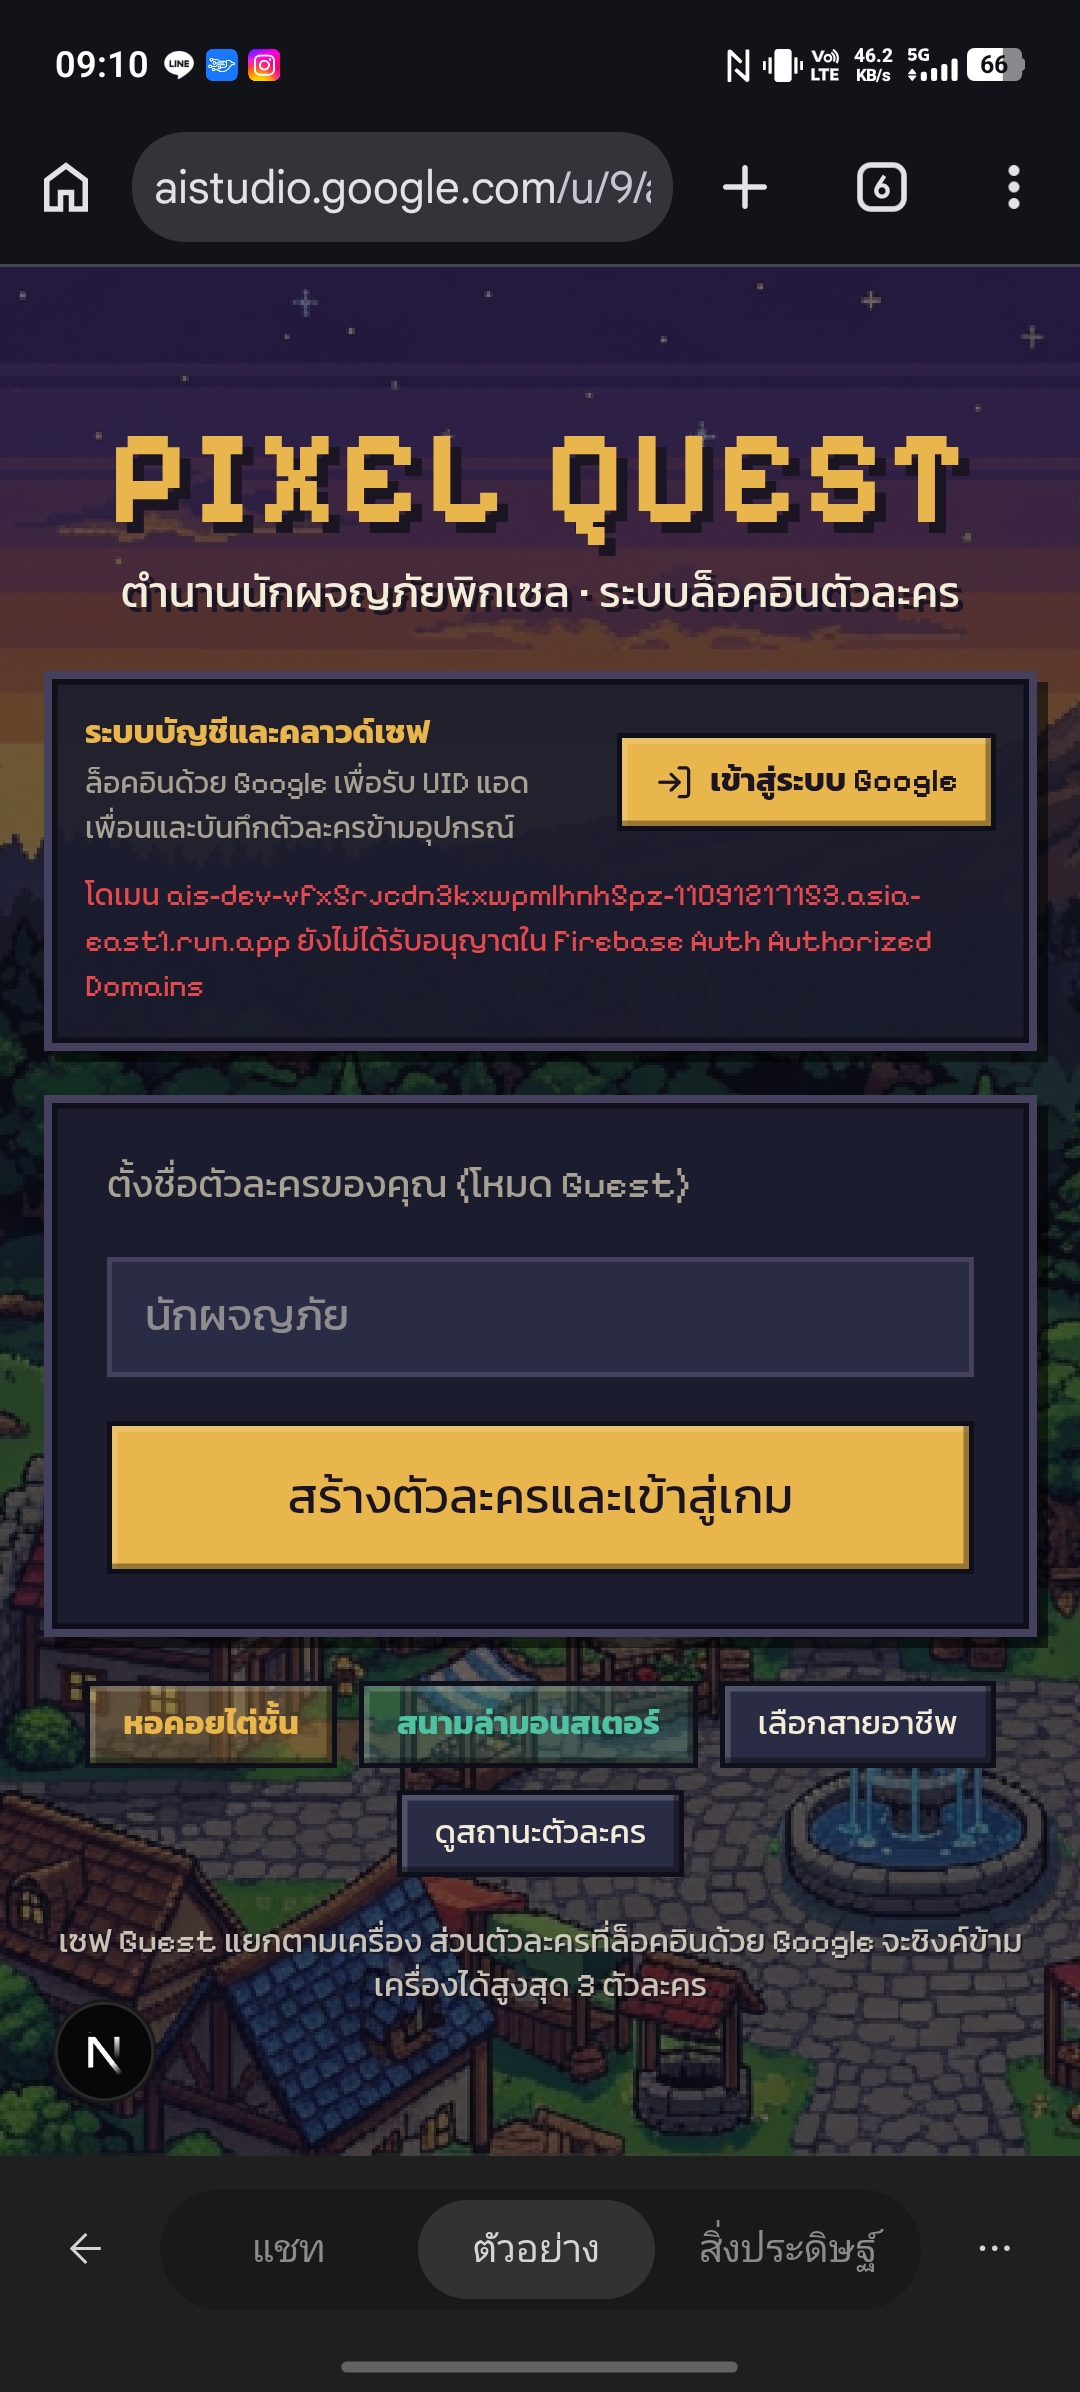 09:10
LINE
Vo))
LTE
46.2
KB/s
5G
66
aistudio.google.com/u/9/
6
PIXEL QUEST
ตำนานนักผจญภัยพิกเซล · ระบบล็อคอินตัวละคร
ระบบบัญชีและคลาวด์เซฟ
ล็อคอินด้วย Google เพื่อรับ UID แอด
เพื่อนและบันทึกตัวละครข้ามอุปกรณ์
เข้าสู่ระบบ Google
โดเมน
east1.run.app ยังไม่ได้รับอนุญาตใน Firebase Auth Authorized
Domains
ตั้งชื่อตัวละครของคุณ (โหมด Guest)
นักผจญภัย
สร้างตัวละครและเข้าสู่เกม
หอคอยไต่ชั้น
สนามล่ามอนสเตอร์
เลือกสายอาชีพ
ดูสถานะตัวละคร
เซฟ Guest แยกตามเครื่อง ส่วนตัวละครที่ล็อคอินด้วย Google จะซิงค์ข้าม
เครื่องได้สูงสุด 3 ตัวละคร
N
แชท
ตัวอย่าง
สิ่งประดิษฐ์